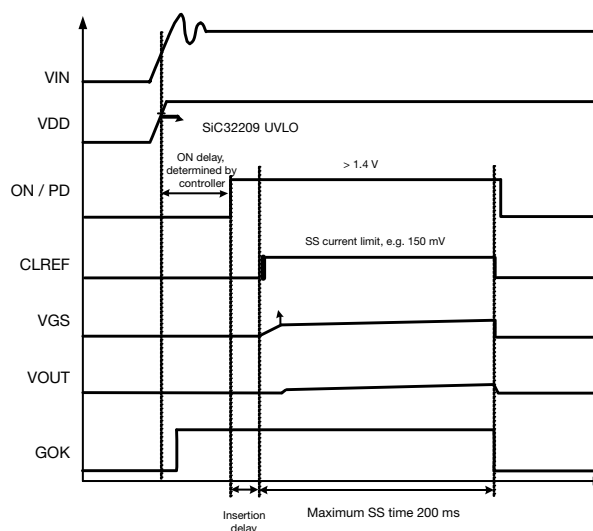 VIN
VDD
SiC32209 UVLO
ON delay,
determined by
controller
ON / PD
> 1.4 V
CLREF
SS current limit, e.g. 150 mV
VGS
VOUT
GOK
Insertion
delay
Maximum SS time 200 ms